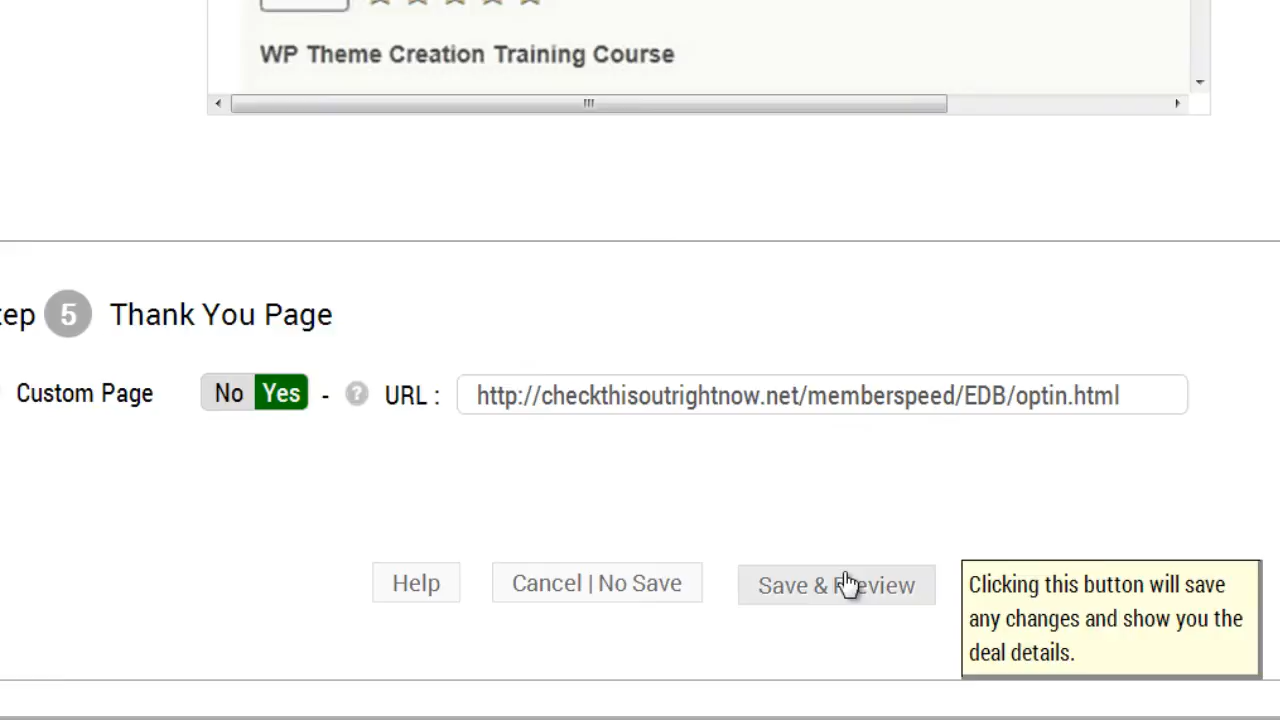 WP Theme Creation Training Course
tep 5 Thank You Page
Custom Page No Yes - ? URL : http://checkthisoutrightnow.net/memberspeed/EDB/optin.html
Help Cancel | No Save Save & Preview
Clicking this button will save
any changes and show you the
deal details.